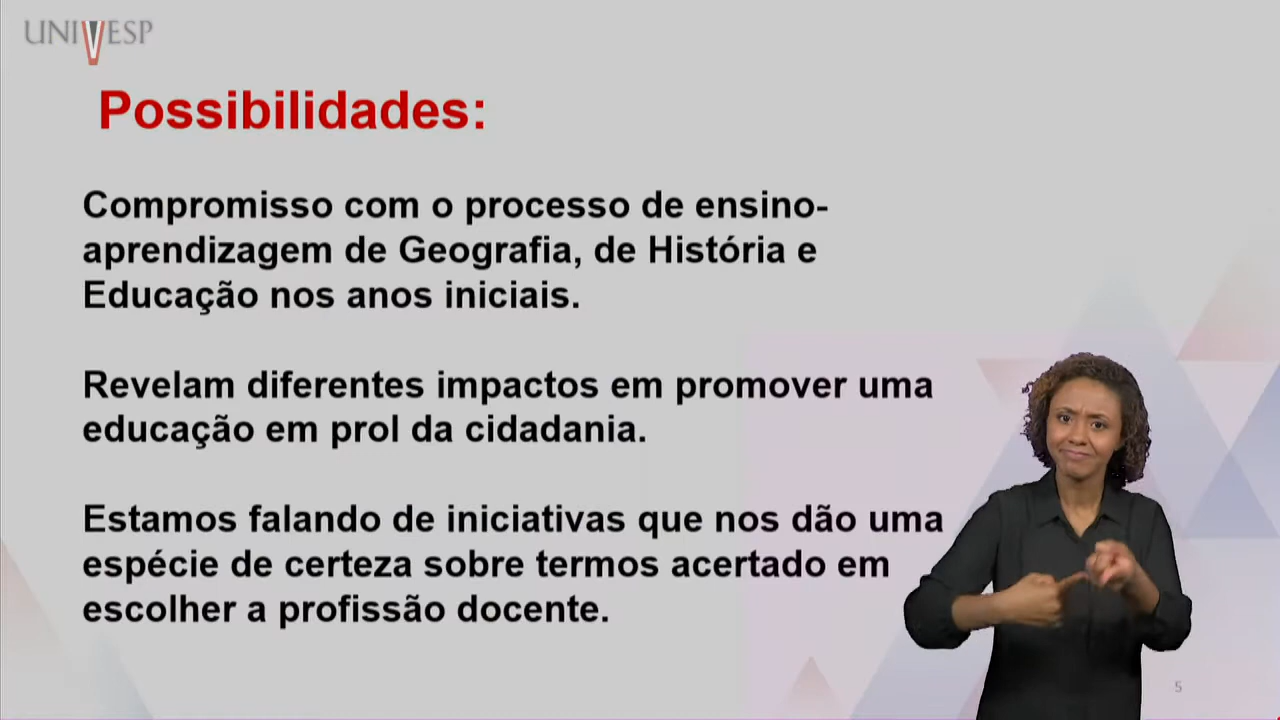 UNIVESP
Possibilidades:
Compromisso com o processo de ensino-
aprendizagem de Geografia, de História e
Educação nos anos iniciais.
Revelam diferentes impactos em promover uma
educação em prol da cidadania.
Estamos falando de iniciativas que nos dão uma
espécie de certeza sobre termos acertado em
escolher a profissão docente.
5